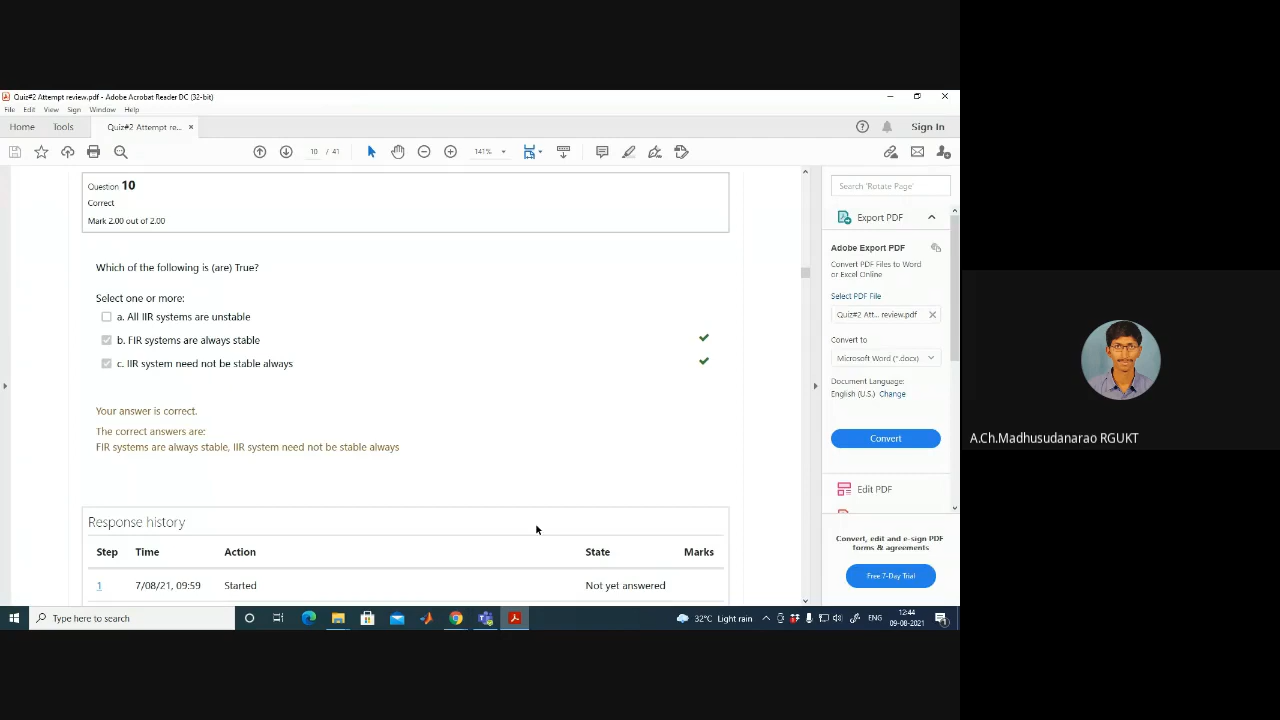 Quiz#2 Attempt review.pdf - Adobe Acrobat Reader DC (32-bit)
File Edit View Sign Window Help
Home Tools Quiz#2 Attempt re... × Sign In
10 / 41 141%
Question 10
Correct
Mark 2.00 out of 2.00
Which of the following is (are) True?
Select one or more:
a. All IIR systems are unstable
b. FIR systems are always stable
c. IIR system need not be stable always
Your answer is correct.
The correct answers are:
FIR systems are always stable, IIR system need not be stable always
Response history
Step Time Action State Marks
1 7/08/21, 09:59 Started Not yet answered
Search 'Rotate Page'
Export PDF
Adobe Export PDF
Convert PDF Files to Word
or Excel Online
Select PDF File
Quiz#2 Att... review.pdf
Convert to
Microsoft Word (*.docx)
Document Language:
English (U.S.) Change
Convert
Edit PDF
Convert, edit and e-sign PDF
forms & agreements
Free 7-Day Trial
A.Ch.Madhusudanarao RGUKT
Type here to search
32°C Light rain
ENG
12:44
09-08-2021